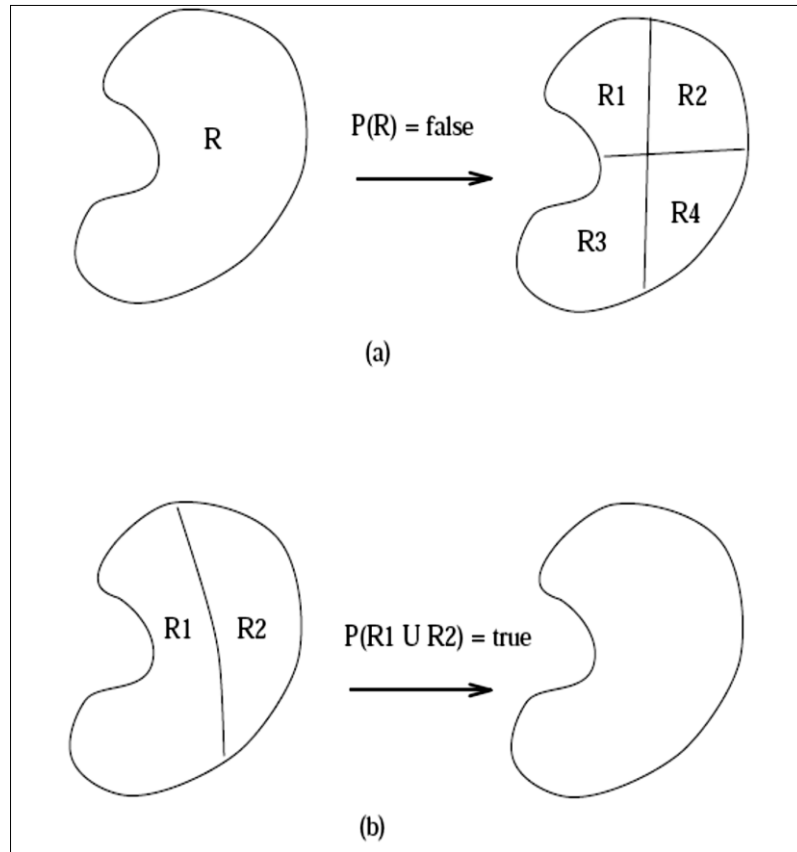 R
P(R) = false
R1
R2
R3
R4
(a)
R1
R2
P(R1 U R2) = true
(b)